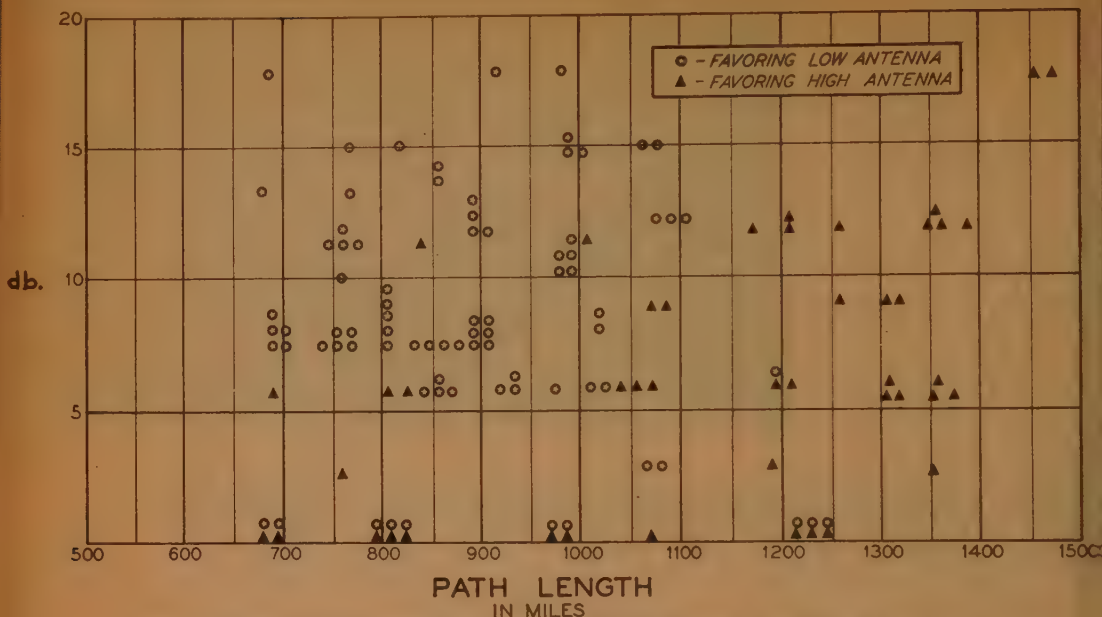 20
15
10
5
db.
○ - FAVORING LOW ANTENNA
▲ - FAVORING HIGH ANTENNA
500 600 700 800 900 1000 1100 1200 1300 1400 1500
PATH LENGTH
IN MILES